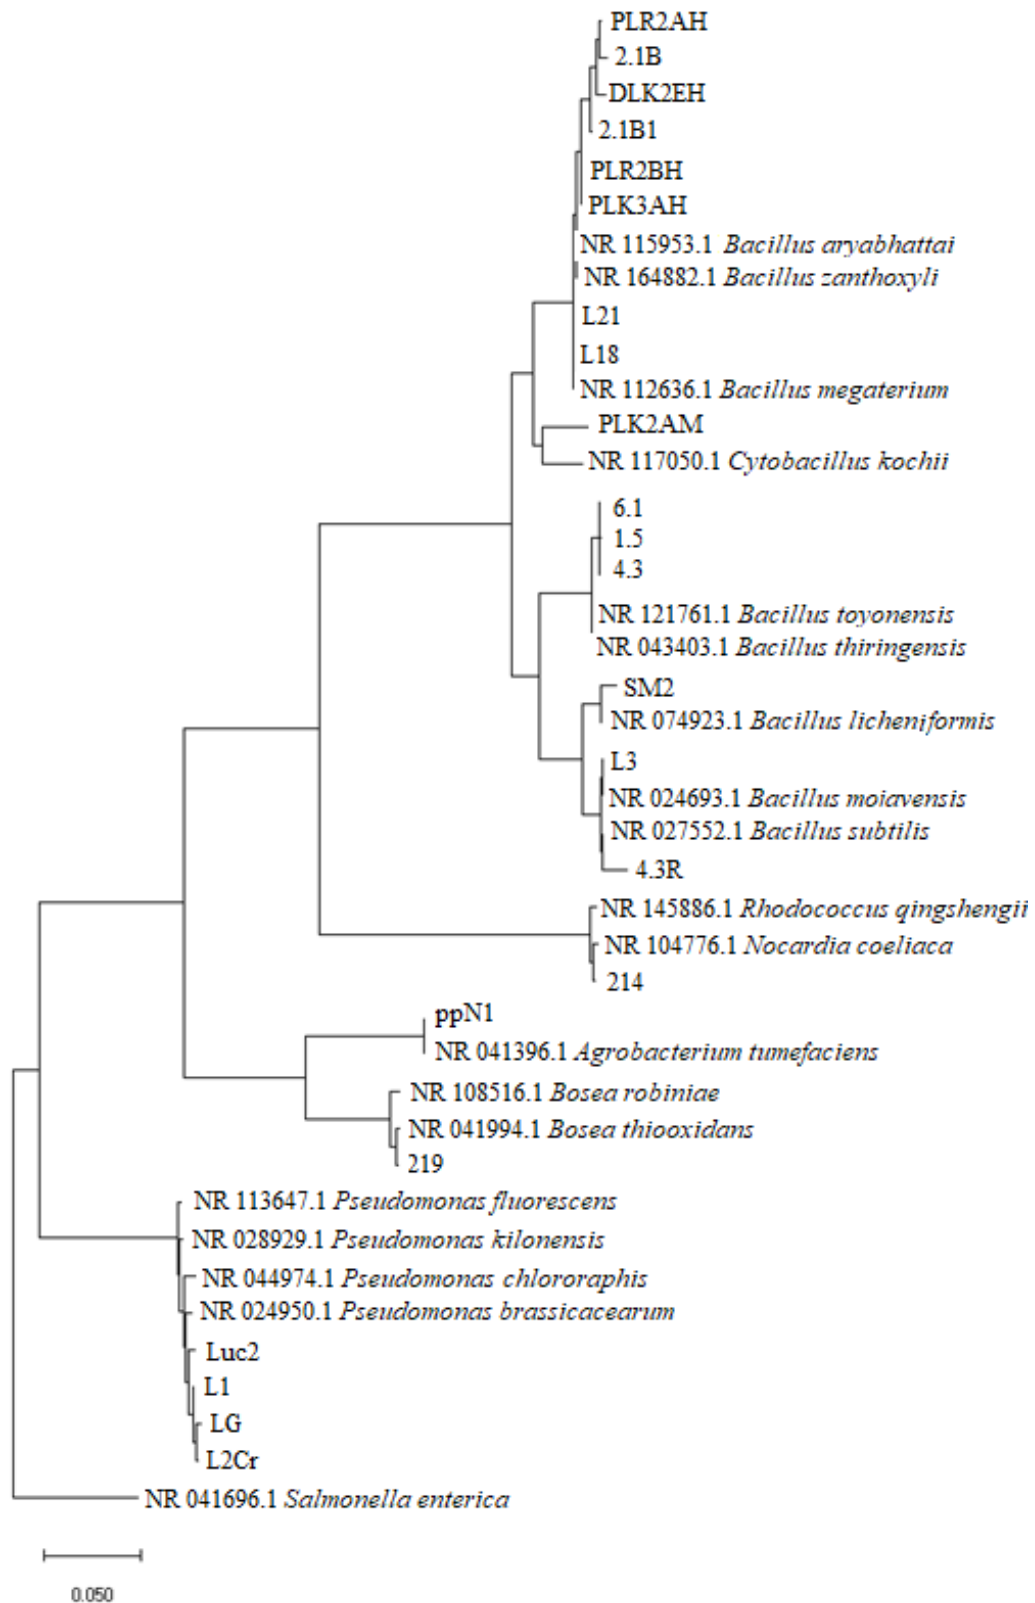 PLR2AH
2.1B
DLK2EH
2.1B1
PLR2BH
PLK3AH
NR 115953.1 Bacillus aryabhattai
NR 164882.1 Bacillus zanthoxyli
L21
L18
NR 112636.1 Bacillus megaterium
PLK2AM
NR 117050.1 Cytobacillus kochii
6.1
1.5
4.3
NR 121761.1 Bacillus toyonensis
NR 043403.1 Bacillus thiringensis
SM2
NR 074923.1 Bacillus licheniformis
L3
NR 024693.1 Bacillus moiavensis
NR 027552.1 Bacillus subtilis
4.3R
NR 145886.1 Rhodococcus qingshengii
NR 104776.1 Nocardia coeliaca
214
ppN1
NR 041396.1 Agrobacterium tumefaciens
NR 108516.1 Bosea robiniae
NR 041994.1 Bosea thiooxidans
219
NR 113647.1 Pseudomonas fluorescens
NR 028929.1 Pseudomonas kilonensis
NR 044974.1 Pseudomonas chlororaphis
NR 024950.1 Pseudomonas brassicacearum
Luc2
L1
LG
L2Cr
NR 041696.1 Salmonella enterica
0.050